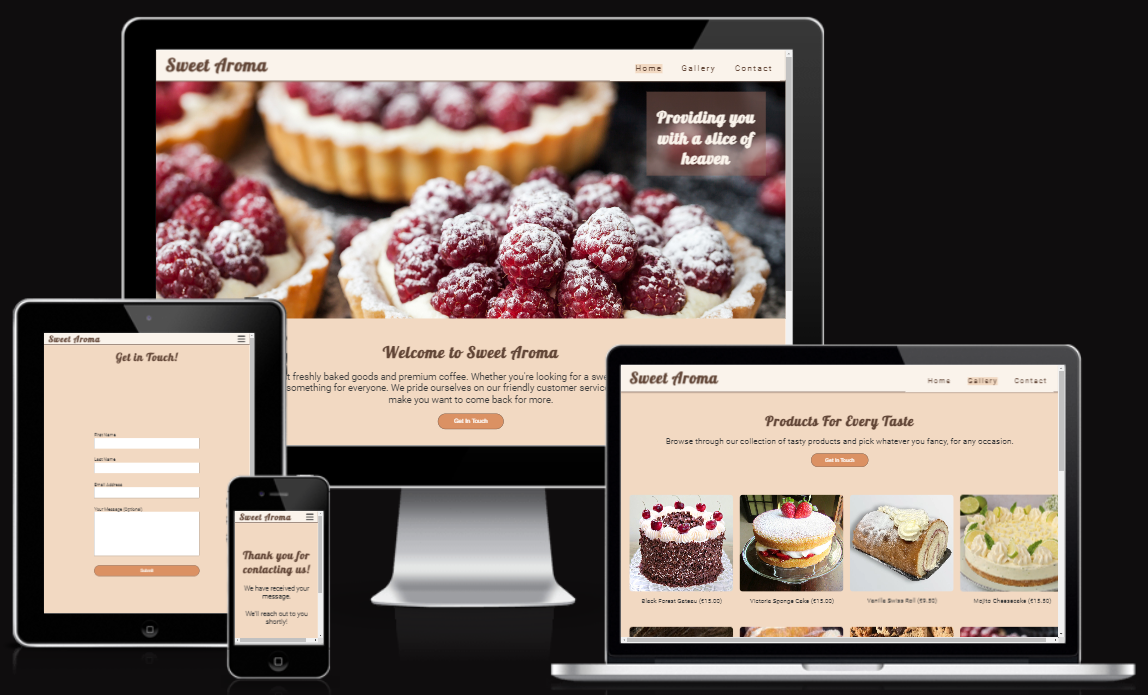 Sweet Aroma
Home Gallery Contact
Providing you
with a slice of
heaven
Welcome to Sweet Aroma
t freshly baked goods and premium coffee. Whether you're looking for a swe
something for everyone. We pride ourselves on our friendly customer servic
make you want to come back for more.
Get In Touch
Sweet Aroma
Get in Touch!
First Name
Last Name
Email Address
Your Message (Optional)
Submit
Sweet Aroma
Thank you for
contacting us!
We have received your
message.
We'll reach out to you
shortly!
Sweet Aroma
Home Gallery Contact
Products For Every Taste
Browse through our collection of tasty products and pick whatever you fancy, for any occasion.
Get In Touch
Black Forest Gateau (€15.00)
Victoria Sponge Cake (€15.00)
Vanilla Swiss Roll (€8.50)
Mojito Cheesecake (€15.50)